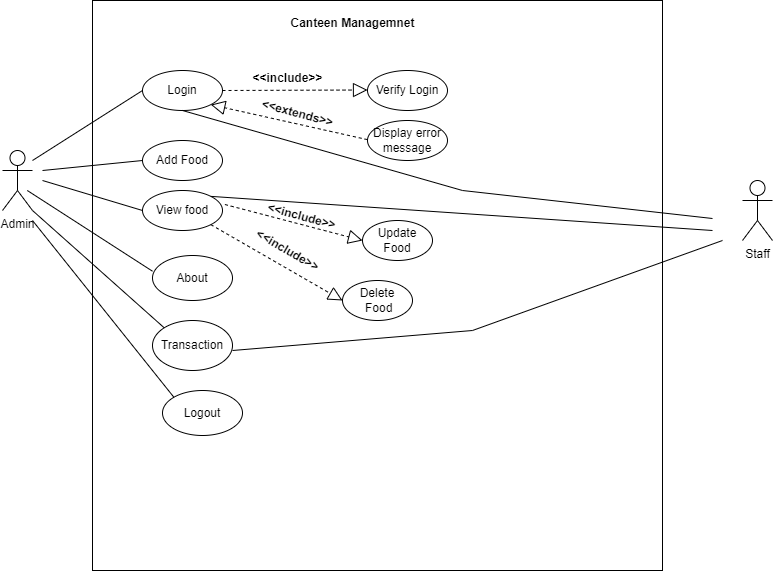 Canteen Managemnet
Login
<<include>>
Verify Login
<<extends>>
Display error
message
Add Food
Admin
View food
<<include>>
Update
Food
<<include>>
Staff
About
Delete
Food
Transaction
Logout